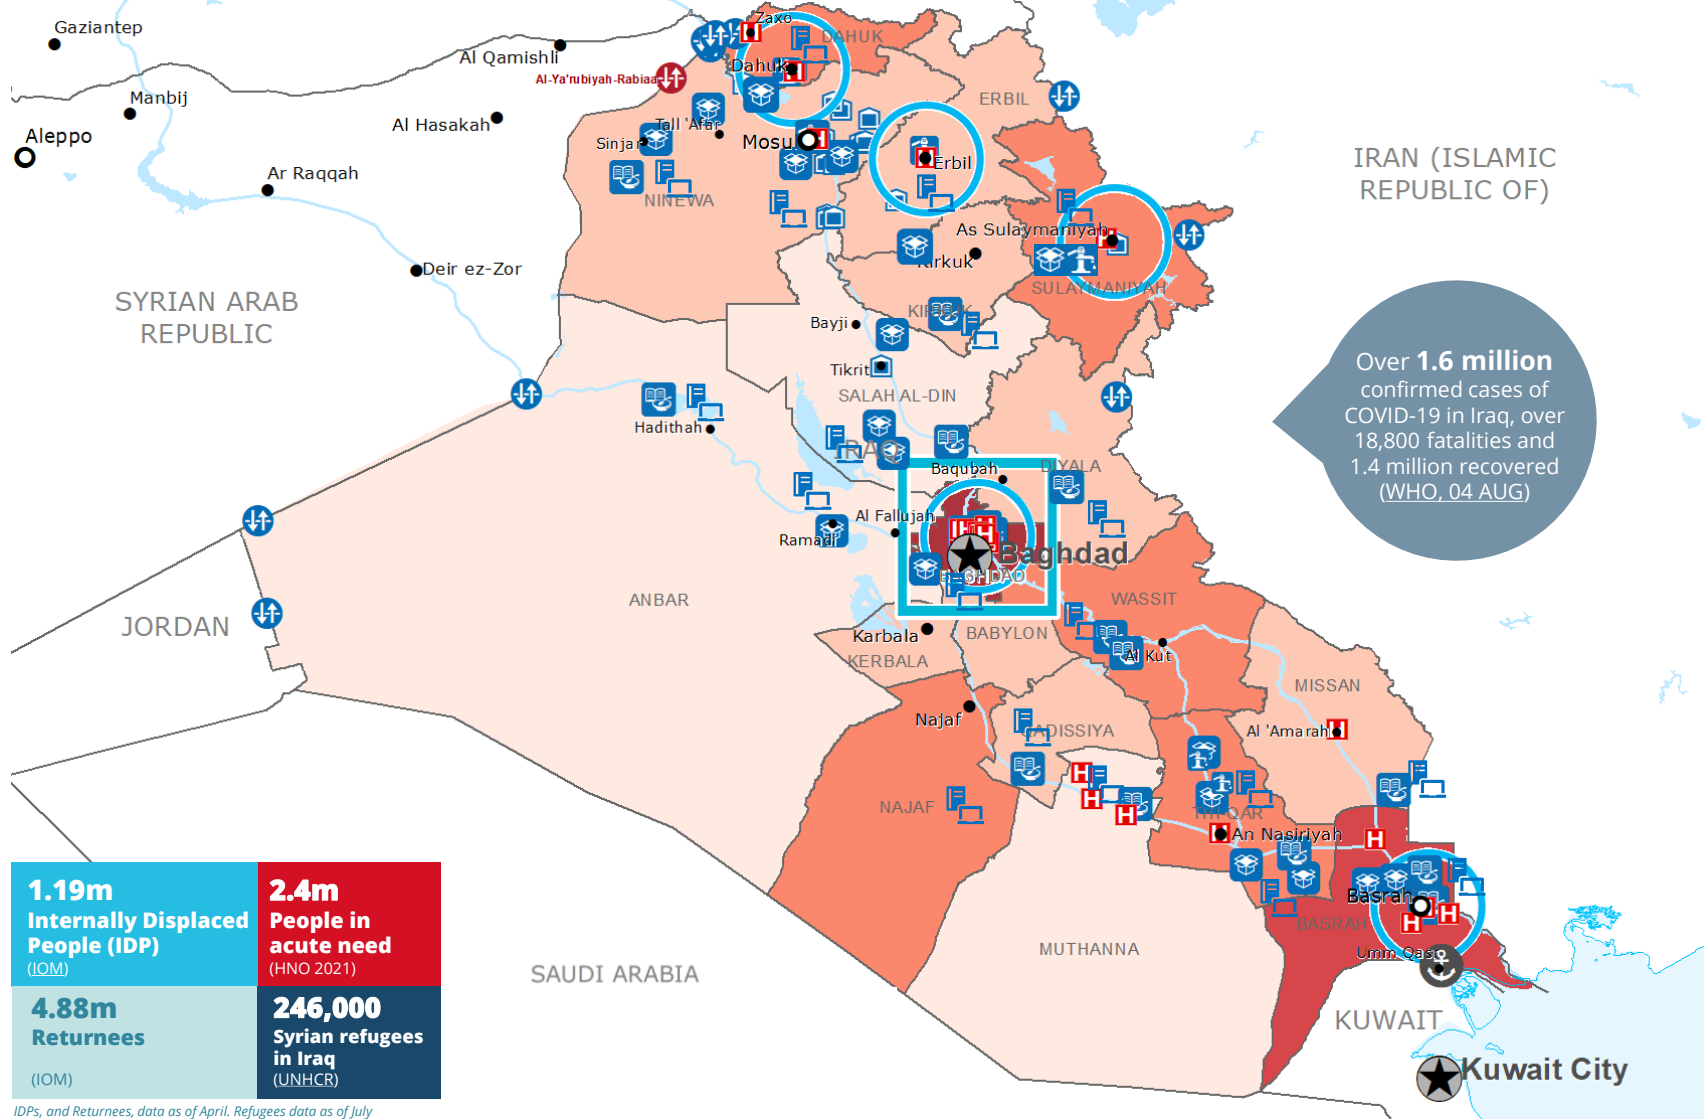 Gaziantep
Zaxo
DAHUK
Al Qamishli
Dahuk
Al-Ya'rubiyah-Rabiaa
Manbij
ERBIL
Al Hasakah
Tall 'Afar
Aleppo
Sinjar
Mosul
IRAN (ISLAMIC
REPUBLIC OF)
Erbil
Ar Raqqah
NINEWA
As Sulaymaniyah
Kirkuk
Deir ez-Zor
SULAYMANIYAH
SYRIAN ARAB
REPUBLIC
KIRKUK
Bayji
Tikrit
SALAH AL-DIN
Over 1.6 million
confirmed cases of
COVID-19 in Iraq, over
18,800 fatalities and
1.4 million recovered
(WHO, 04 AUG)
Hadithah
IRAQ
Baqubah
DIYALA
Al Fallujah
Ramadi
Baghdad
BAGHDAD
ANBAR
WASSIT
JORDAN
Karbala
BABYLON
KERBALA
Al Kut
MISSAN
Najaf
QADISSIYA
Al 'Amarah
NAJAF
THI-QAR
An Nasiriyah
Basrah
BASRAH
MUTHANNA
Umm Qasr
SAUDI ARABIA
KUWAIT
Kuwait City
1.19m
Internally Displaced
People (IDP)
(IOM)
2.4m
People in
acute need
(HNO 2021)
4.88m
Returnees
(IOM)
246,000
Syrian refugees
in Iraq
(UNHCR)
IDPs, and Returnees, data as of April. Refugees data as of July